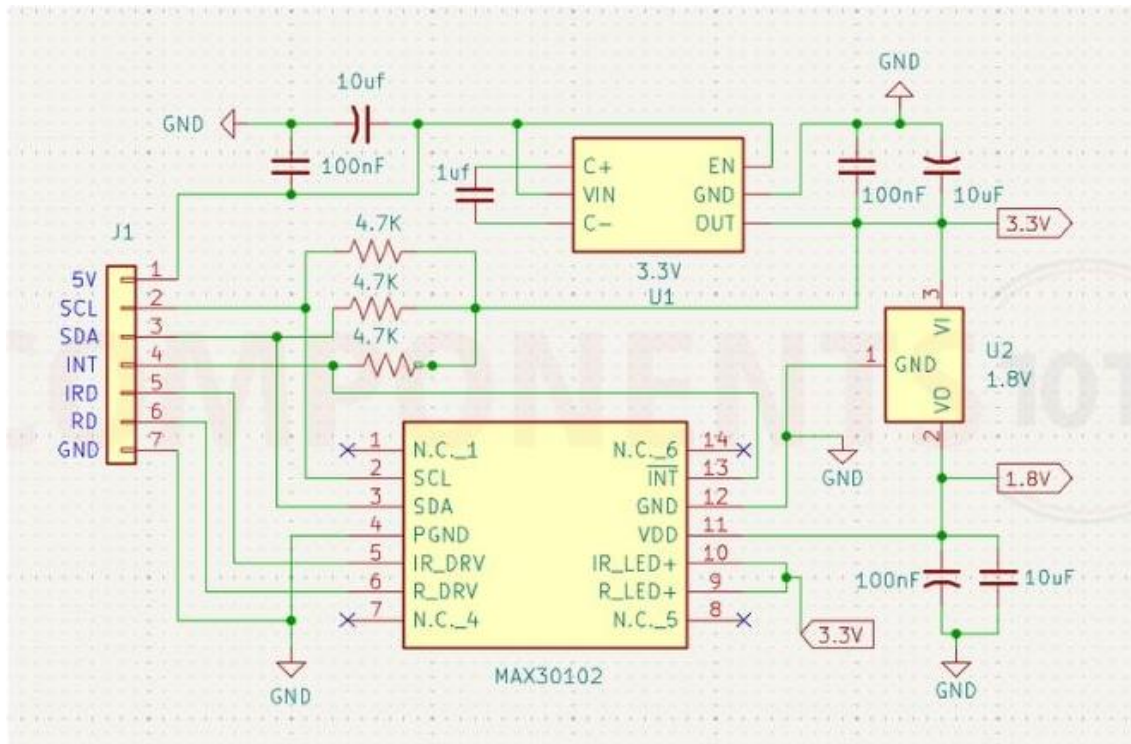 GND
10uf
100nF
1uf
C+
VIN
C-
EN
GND
OUT
3.3V
U1
GND
100nF
10uF
3.3V
J1
5V 1
SCL 2
SDA 3
INT 4
IRD 5
RD 6
GND 7
4.7K
4.7K
4.7K
3
VI
1 GND
VO
2
U2
1.8V
GND
1.8V
1 N.C._1
2 SCL
3 SDA
4 PGND
5 IR_DRV
6 R_DRV
7 N.C._4
N.C._6 14
INT 13
GND 12
VDD 11
IR_LED+ 10
R_LED+ 9
N.C._5 8
MAX30102
3.3V
100nF
10uF
GND
GND
COMPONENTS